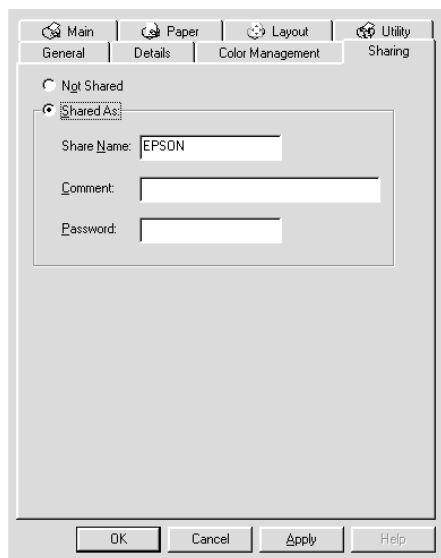 Main Paper Layout Utility
General Details Color Management Sharing
Not Shared
Shared As:
Share Name: EPSON
Comment:
Password:
OK Cancel Apply Help